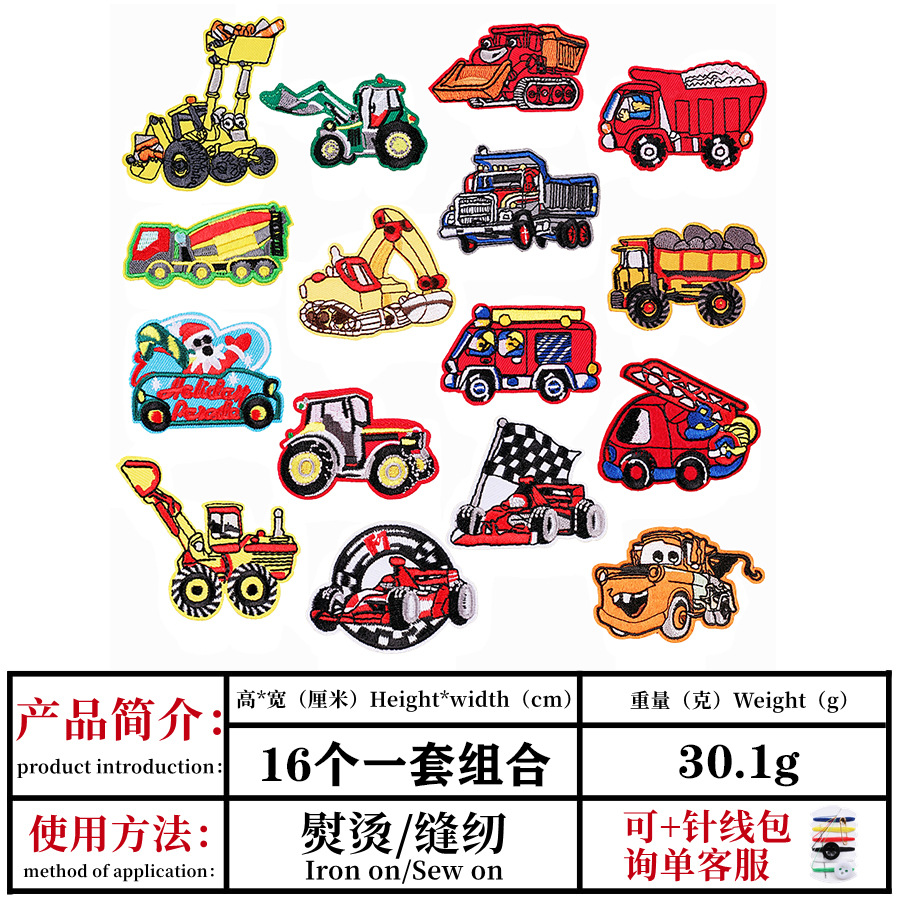 Holiday
Parade
F1
产品简介：
product introduction：
高*宽（厘米）Height*width（cm）
重量（克）Weight（g）
16个一套组合
30.1g
使用方法：
method of application：
熨烫/缝纫
Iron on/Sew on
可+针线包
询单客服